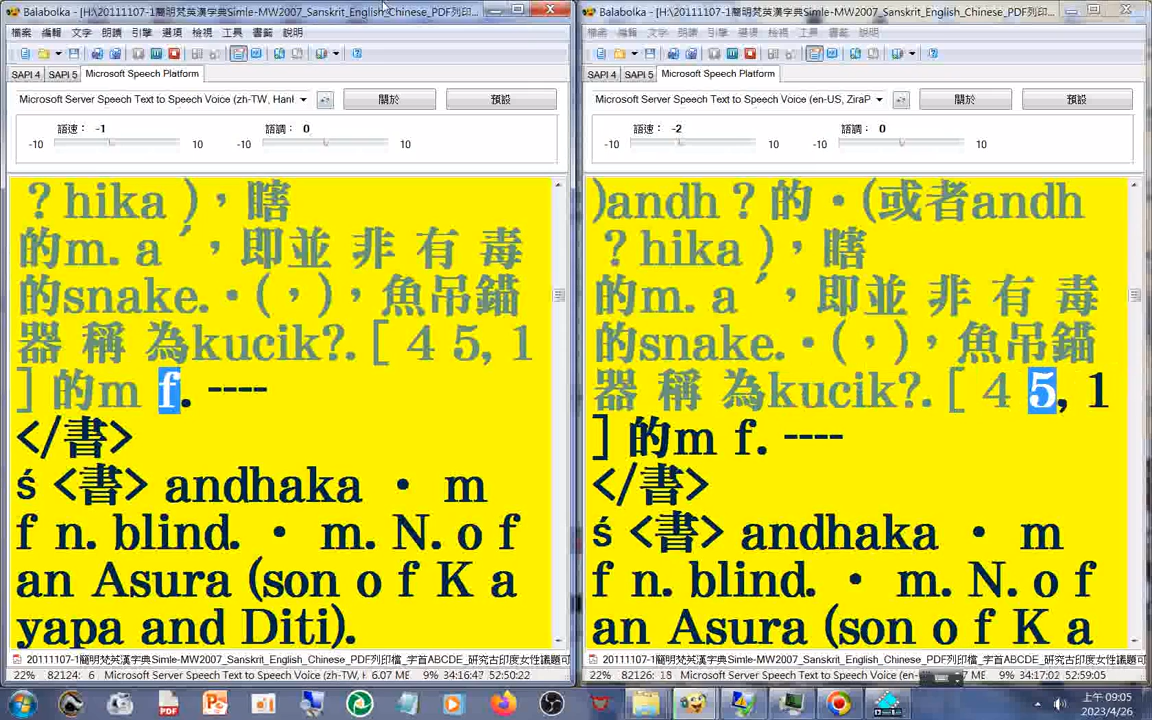 Balabolka - [H:\20111107-1簡明梵英漢字典Simle-MW2007_Sanskrit_English_Chinese_PDF列印...
檔案 編輯 文字 朗讀 引擎 選項 檢視 工具 書籤 說明
SAPI 4 SAPI 5 Microsoft Speech Platform
Microsoft Server Speech Text to Speech Voice (zh-TW, HanH 關於 預設
語速： -1 語調： 0
-10 10 -10 10
？hika )，瞎
的m. a ˊ，即並 非 有 毒
的snake.·(，)，魚吊錨
器 稱 為kucik?.[ 4 5, 1
] 的m f. ----
</書>
ś <書> andhaka · m
f n. blind. · m. N. o f
an Asura (son o f K a
yapa and Diti).
20111107-1簡明梵英漢字典Simle-MW2007_Sanskrit_English_Chinese_PDF列印檔_字首ABCDE_研究古印度女性議題可
22% 82124: 6 Microsoft Server Speech Text to Speech Voice (zh-TW, 6.07 ME 9% 34:16:47 52:50:22
Balabolka - [H:\20111107-1簡明梵英漢字典Simle-MW2007_Sanskrit_English_Chinese_PDF列印...
檔案 編輯 文字 朗讀 引擎 選項 檢視 工具 書籤 說明
SAPI 4 SAPI 5 Microsoft Speech Platform
Microsoft Server Speech Text to Speech Voice (en-US, ZiraP 關於 預設
語速： -2 語調： 0
-10 10 -10 10
)andh？的·(或者andh
？hika )，瞎
的m. a ˊ，即並 非 有 毒
的snake.·(，)，魚吊錨
器 稱 為kucik?.[ 4 5, 1
] 的m f. ----
</書>
ś <書> andhaka · m
f n. blind. · m. N. o f
an Asura (son o f K a
20111107-1簡明梵英漢字典Simle-MW2007_Sanskrit_English_Chinese_PDF列印檔_字首ABCDE_研究古印度女性議題可
22% 82126: 18 Microsoft Server Speech Text to Speech Voice 6.07 ME 9% 34:17:02 52:59:05
PDF
上午 09:05
2023/4/26